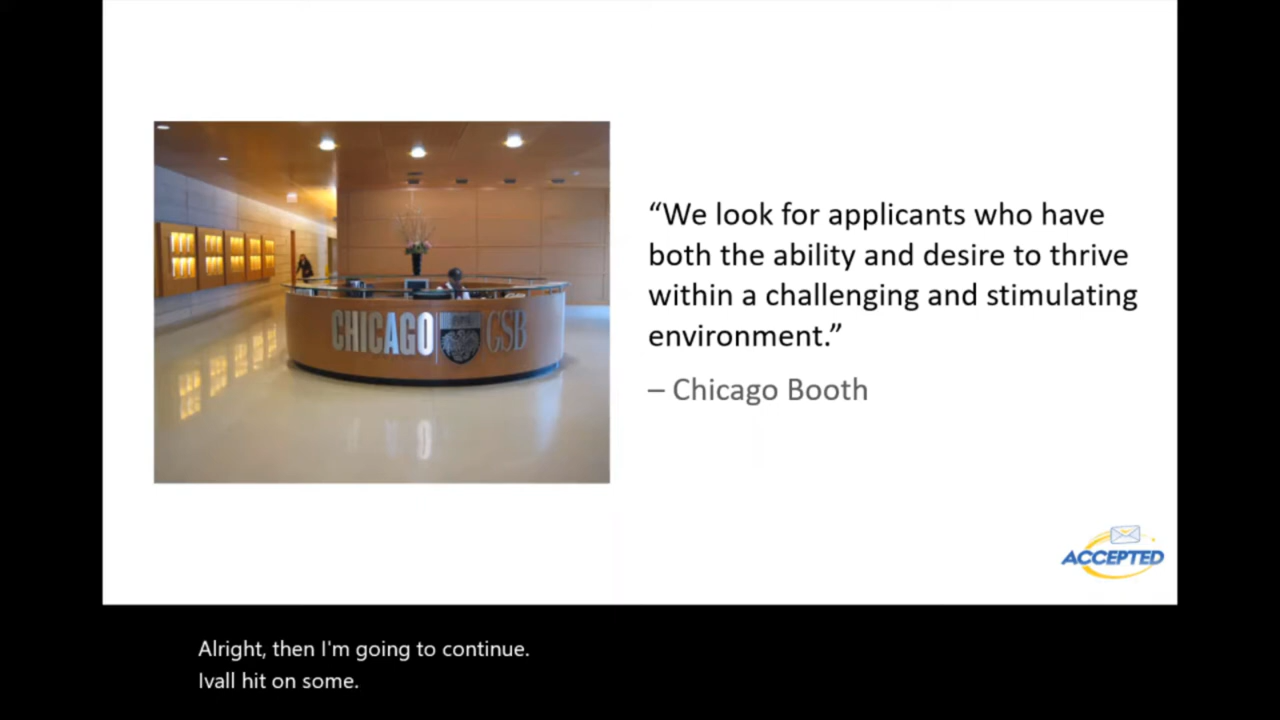 “We look for applicants who have
both the ability and desire to thrive
within a challenging and stimulating
environment.”
– Chicago Booth
CHICAGO GSB
ACCEPTED
Alright, then I'm going to continue.
Ivall hit on some.